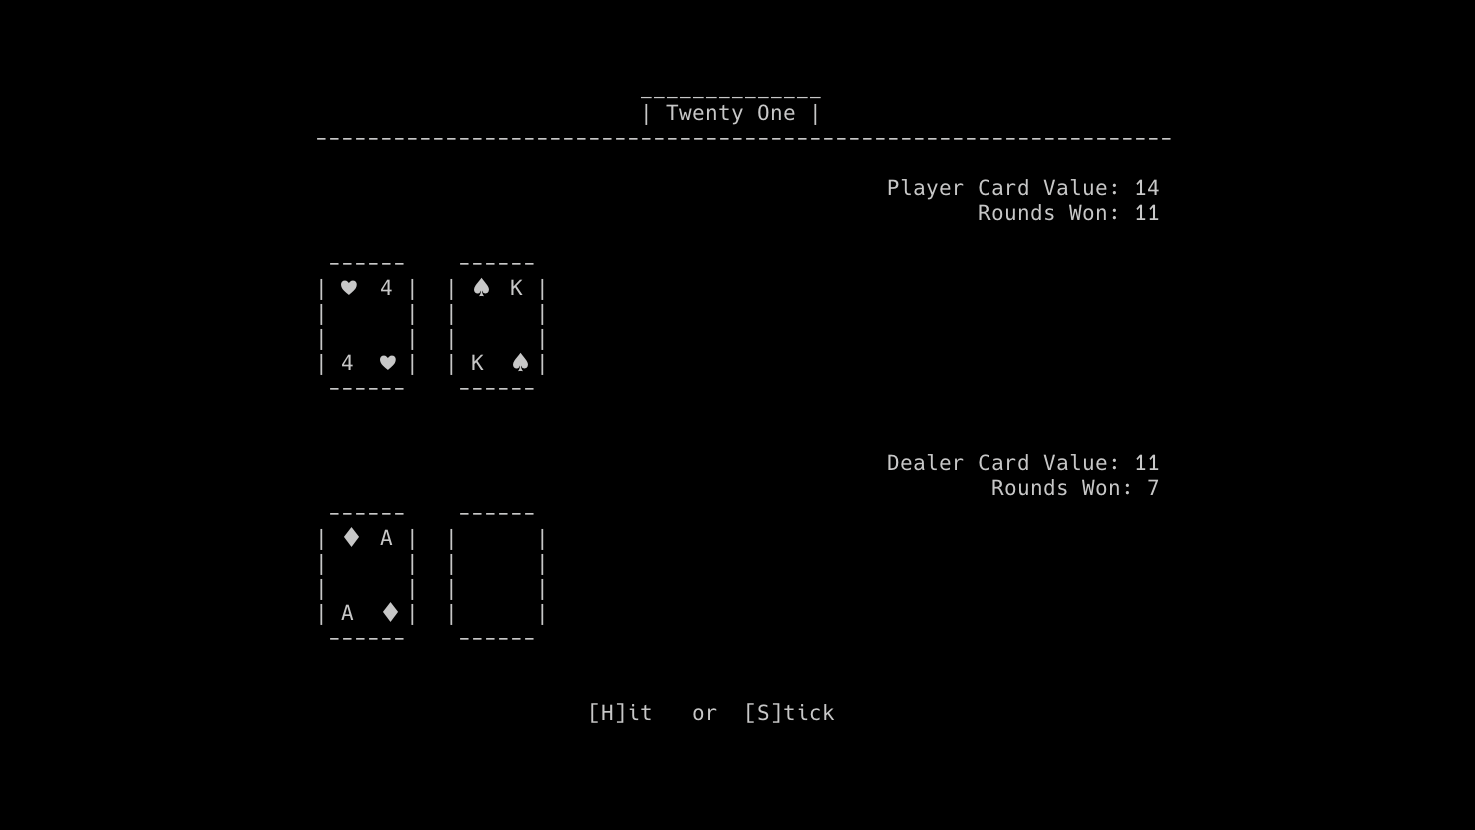 | Twenty One |
Player Card Value: 14
Rounds Won: 11
| ♥ 4 | | ♠ K |
| 4 ♥ | | K ♠ |
Dealer Card Value: 11
Rounds Won: 7
| ♦ A | | |
| A ♦ | | |
[H]it or [S]tick